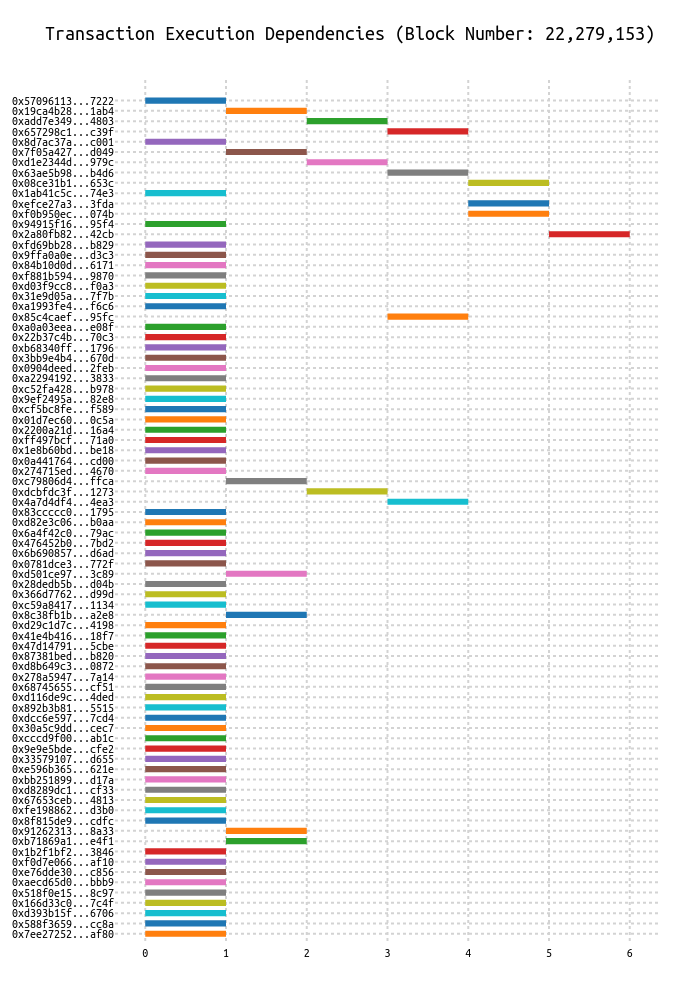 Transaction Execution Dependencies (Block Number: 22,279,153)
0x57096113...7222
0x19ca4b28...1ab4
0xadd7e349...4803
0x657298c1...c39f
0x8d7ac37a...c001
0x7f05a427...d049
0xd1e2344d...979c
0x63ae5b98...b4d6
0x08ce31b1...653c
0x1ab41c5c...74e3
0xefce27a3...3fda
0xf0b950ec...074b
0x94915f16...95f4
0x2a80fb82...42cb
0xfd69bb28...b829
0x9ffa0a0e...d3c3
0x84b10d0d...6171
0xf881b594...9870
0xd03f9cc8...f0a3
0x31e9d05a...7f7b
0xa1993fe4...f6c6
0x85c4caef...95fc
0xa0a03eea...e08f
0x22b37c4b...70c3
0xb68340ff...1796
0x3bb9e4b4...670d
0x0904deed...2feb
0xa2294192...3833
0xc52fa428...b978
0x9ef2495a...82e8
0xcf5bc8fe...f589
0x01d7ec60...0c5a
0x2200a21d...16a4
0xff497bcf...71a0
0x1e8b60bd...be18
0x0a441764...cd00
0x274715ed...4670
0xc79806d4...ffca
0xdcbfdc3f...1273
0x4a7d4df4...4ea3
0x83ccccc0...1795
0xd82e3c06...b0aa
0x6a4f42c0...79ac
0x476452b0...7bd2
0x6b690857...d6ad
0x0781dce3...772f
0xd501ce97...3c89
0x28dedb5b...d04b
0x366d7762...d99d
0xc59a8417...1134
0x8c38fb1b...a2e8
0xd29c1d7c...4198
0x41e4b416...18f7
0x47d14791...5cbe
0x87381bed...b820
0xd8b649c3...0872
0x278a5947...7a14
0x68745655...cf51
0xd116de9c...4ded
0x892b3b81...5515
0xdcc6e597...7cd4
0x30a5c9dd...cec7
0xcccd9f00...ab1c
0x9e9e5bde...cfe2
0x33579107...d655
0xe596b365...621e
0xbb251899...d17a
0xd8289dc1...cf33
0x67653ceb...4813
0xfe198862...d3b0
0x8f815de9...cdfc
0x91262313...8a33
0xb71869a1...e4f1
0x1b2f1bf2...3846
0xf0d7e066...af10
0xe76dde30...c856
0xaecd65d0...bbb9
0x518f0e15...8c97
0x166d33c0...7c4f
0xd393b15f...6706
0x588f3659...cc8a
0x7ee27252...af80
0 1 2 3 4 5 6